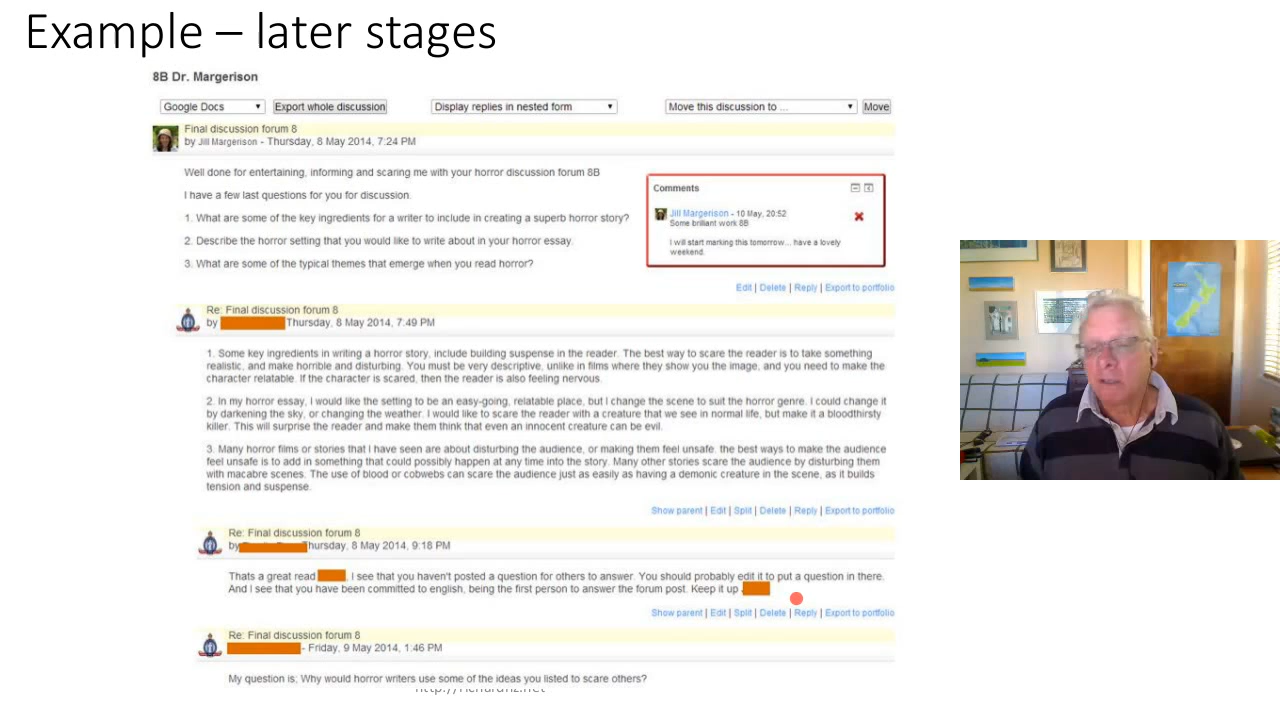 Example – later stages
8B Dr. Margerison
Google Docs Export whole discussion Display replies in nested form Move this discussion to ... Move
Final discussion forum 8
by Jill Margerison - Thursday, 8 May 2014, 7:24 PM
Well done for entertaining, informing and scaring me with your horror discussion forum 8B
I have a few last questions for you for discussion.
1. What are some of the key ingredients for a writer to include in creating a superb horror story?
2. Describe the horror setting that you would like to write about in your horror essay.
3. What are some of the typical themes that emerge when you read horror?
Comments
Jill Margerison - 10 May, 20:52
Some brilliant work 8B
I will start marking this tomorrow... have a lovely
weekend.
Edit | Delete | Reply | Export to portfolio
Re: Final discussion forum 8
by Thursday, 8 May 2014, 7:49 PM
1. Some key ingredients in writing a horror story, include building suspense in the reader. The best way to scare the reader is to take something
realistic, and make horrible and disturbing. You must be very descriptive, unlike in films where they show you the image, and you need to make the
character relatable. If the character is scared, then the reader is also feeling nervous.
2. In my horror essay, I would like the setting to be an easy-going, relatable place, but I change the scene to suit the horror genre. I could change it
by darkening the sky, or changing the weather. I would like to scare the reader with a creature that we see in normal life, but make it a bloodthirsty
killer. This will surprise the reader and make them think that even an innocent creature can be evil.
3. Many horror films or stories that I have seen are about disturbing the audience, or making them feel unsafe. the best ways to make the audience
feel unsafe is to add in something that could possibly happen at any time into the story. Many other stories scare the audience by disturbing them
with macabre scenes. The use of blood or cobwebs can scare the audience just as easily as having a demonic creature in the scene, as it builds
tension and suspense.
Show parent | Edit | Split | Delete | Reply | Export to portfolio
Re: Final discussion forum 8
by Thursday, 8 May 2014, 9:18 PM
Thats a great read . I see that you haven't posted a question for others to answer. You should probably edit it to put a question in there.
And I see that you have been committed to english, being the first person to answer the forum post. Keep it up
Show parent | Edit | Split | Delete | Reply | Export to portfolio
Re: Final discussion forum 8
- Friday, 9 May 2014, 1:46 PM
My question is; Why would horror writers use some of the ideas you listed to scare others?